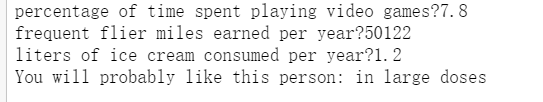 percentage of time spent playing video games?7.8
frequent flier miles earned per year?50122
liters of ice cream consumed per year?1.2
You will probably like this person: in large doses